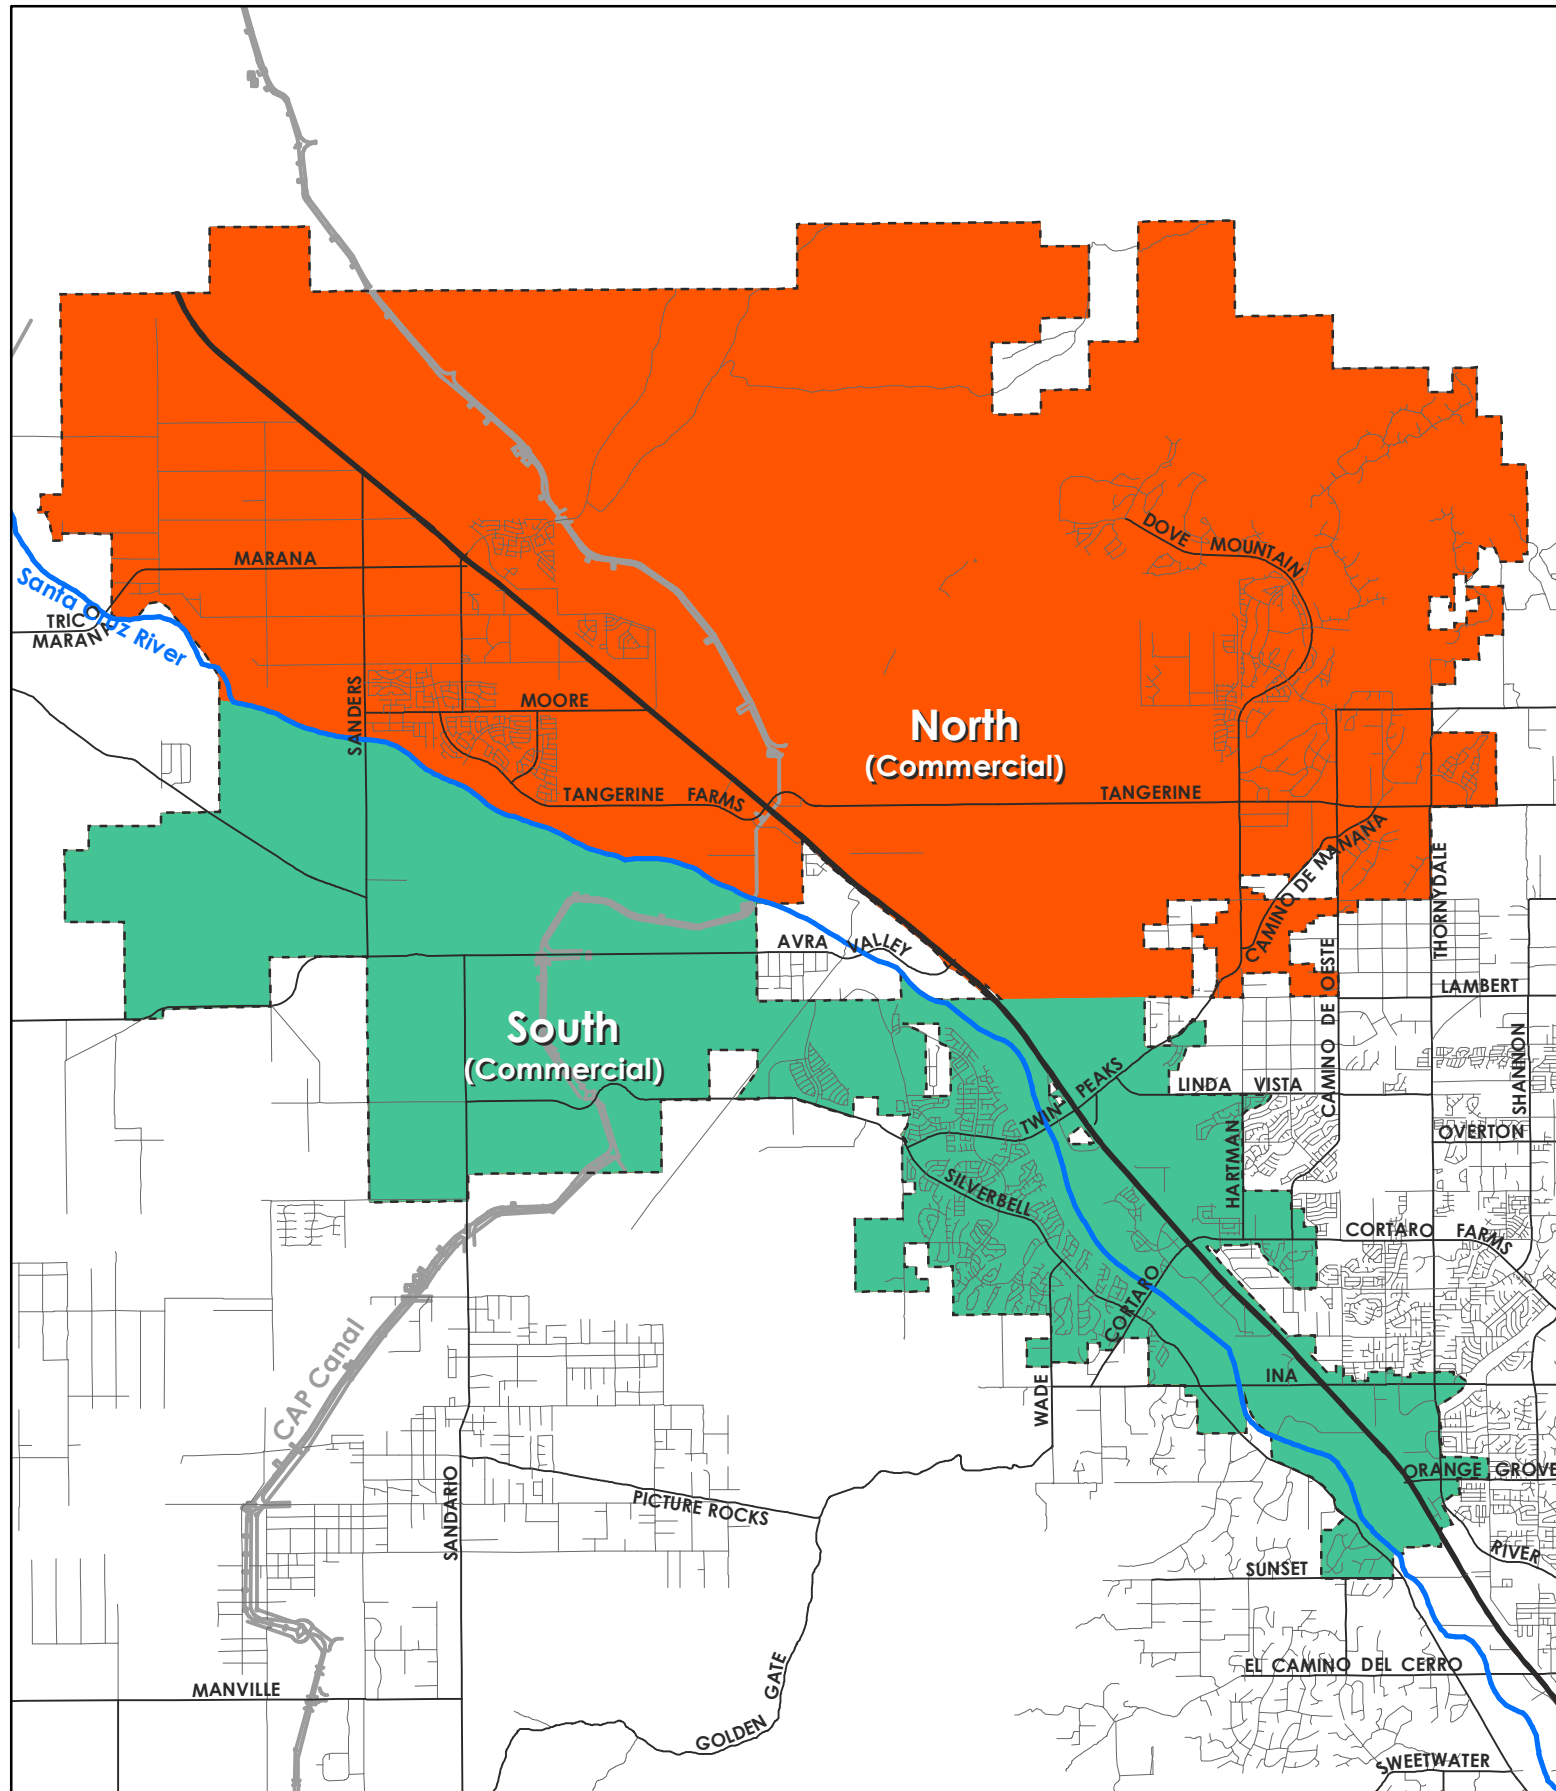 DOVE MOUNTAIN
MARANA
Santa Cruz River
TRICO
MARANA
SANDERS
MOORE
North
(Commercial)
TANGERINE FARMS
TANGERINE
CAMINO DE MANANA
THORNYDALE
AVRA VALLEY
CAMINO DE OESTE
LAMBERT
South
(Commercial)
SHANNON
TWIN PEAKS
LINDA VISTA
OVERTON
HARTMAN
SILVERBELL
CORTARO FARMS
CORTARO
CAP Canal
INA
WADE
SANDARIO
ORANGE GROVE
PICTURE ROCKS
RIVER
SUNSET
GOLDEN GATE
EL CAMINO DEL CERRO
MANVILLE
SWEETWATER